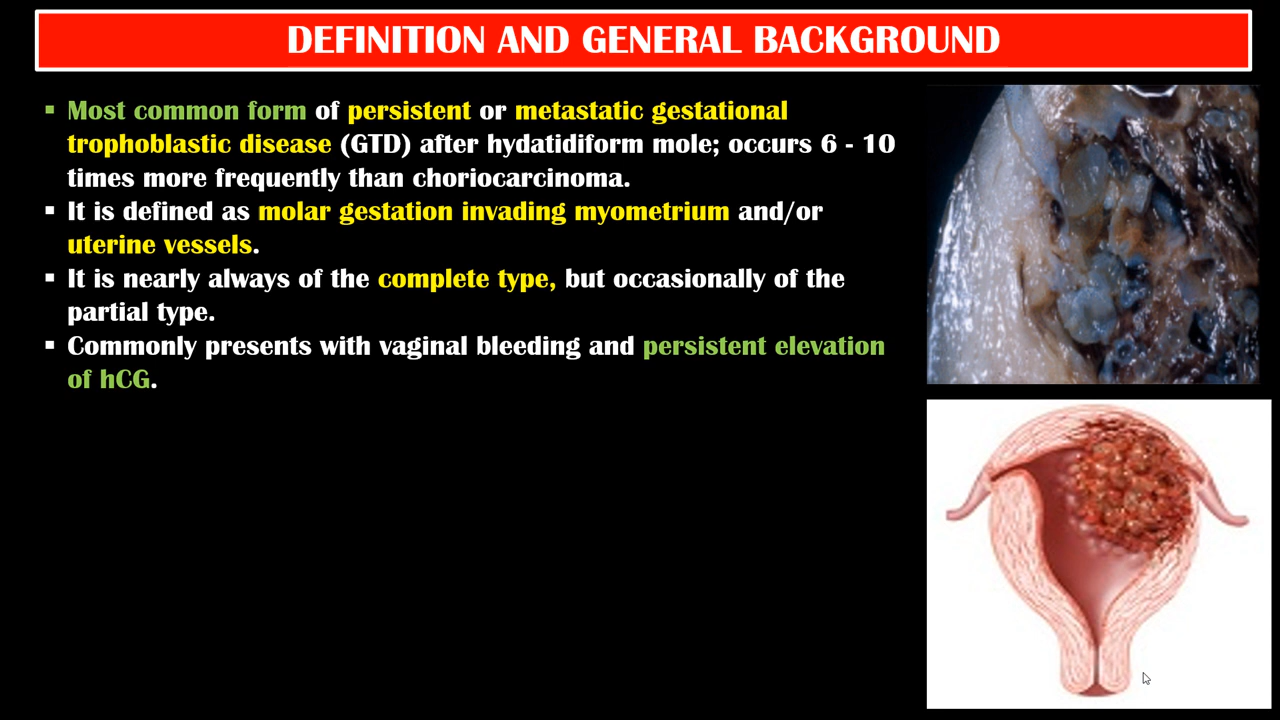 DEFINITION AND GENERAL BACKGROUND
▪ Most common form of persistent or metastatic gestational
trophoblastic disease (GTD) after hydatidiform mole; occurs 6 - 10
times more frequently than choriocarcinoma.
▪ It is defined as molar gestation invading myometrium and/or
uterine vessels.
▪ It is nearly always of the complete type, but occasionally of the
partial type.
▪ Commonly presents with vaginal bleeding and persistent elevation
of hCG.